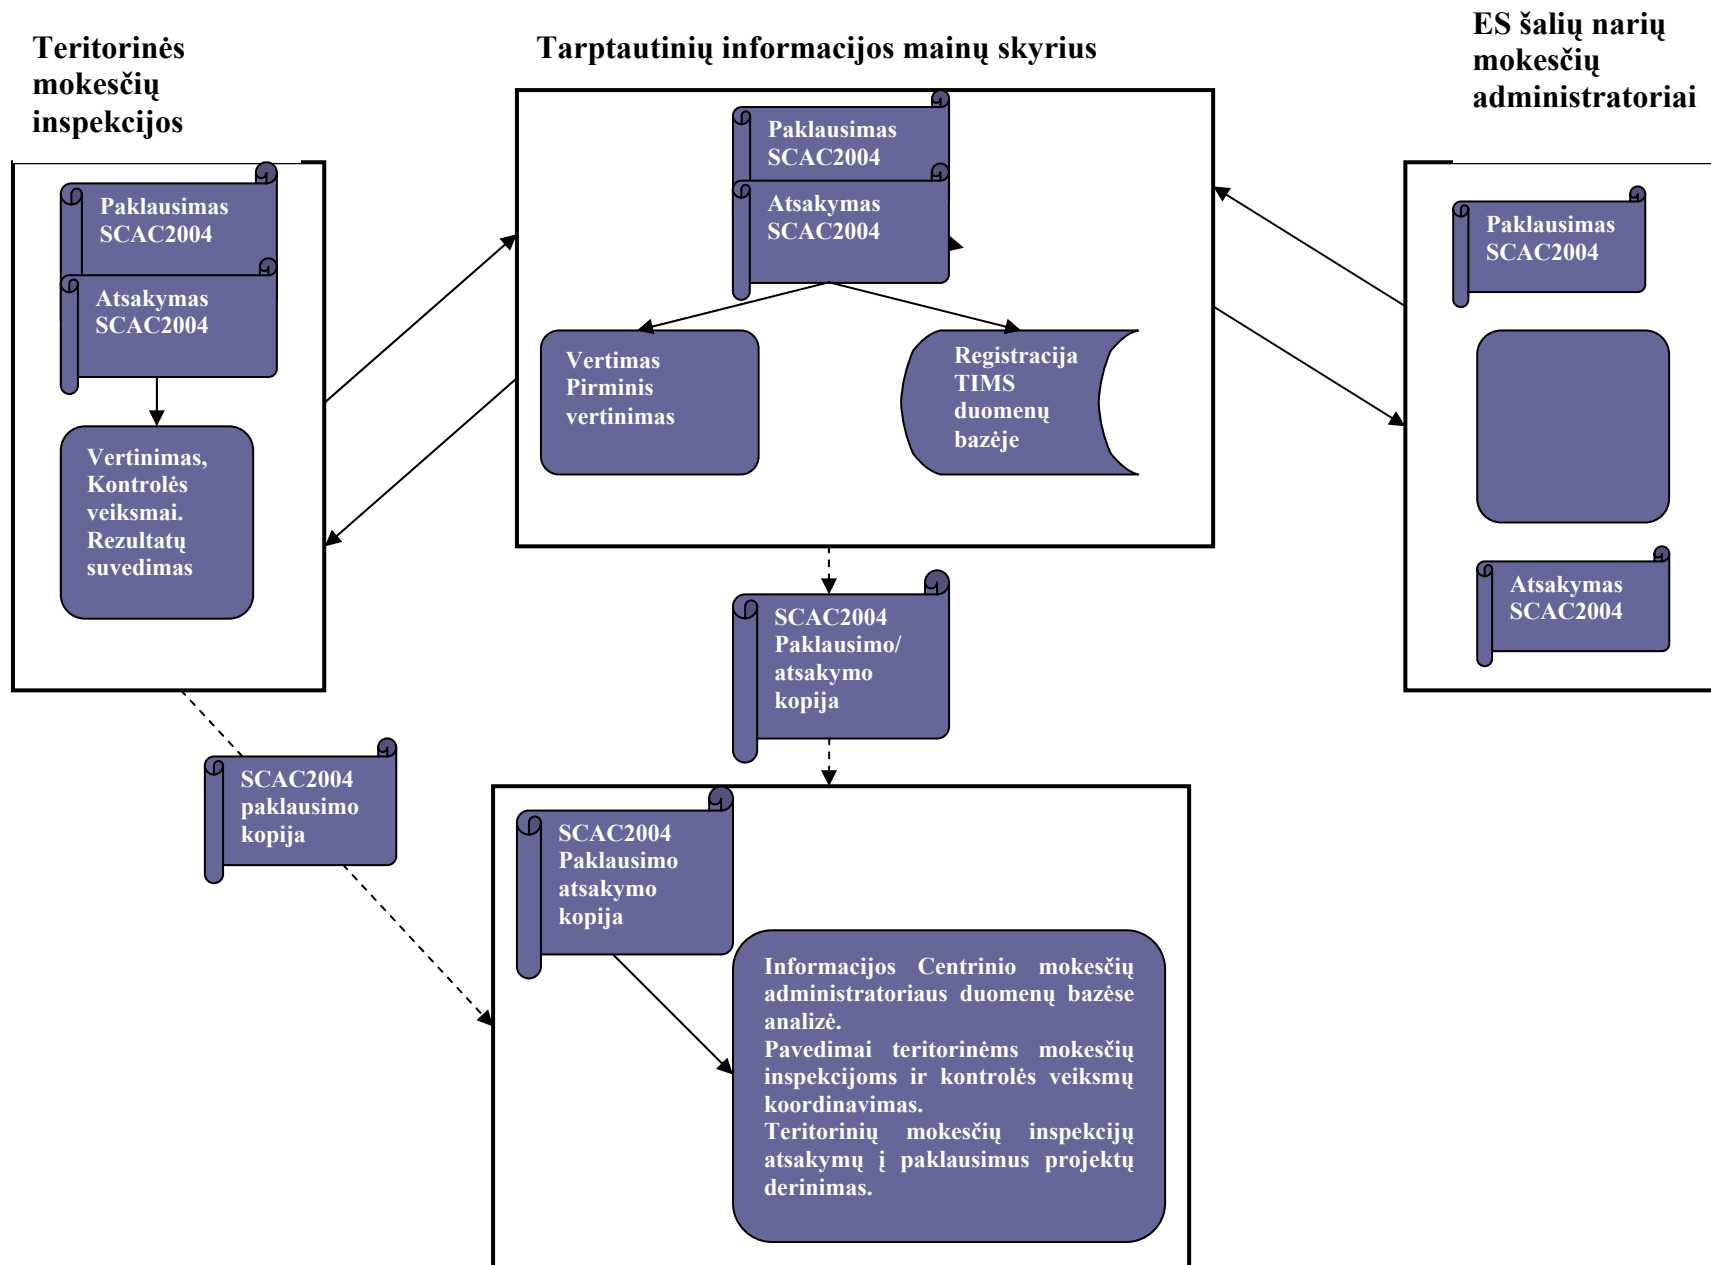 Teritorinės
mokesčių
inspekcijos
Tarptautinių informacijos mainų skyrius
ES šalių narių
mokesčių
administratoriai
Paklausimas
SCAC2004
Atsakymas
SCAC2004
Vertinimas,
Kontrolės
veiksmai.
Rezultatų
suvedimas
Paklausimas
SCAC2004
Atsakymas
SCAC2004
Vertimas
Pirminis
vertinimas
Registracija
TIMS
duomenų
bazėje
Paklausimas
SCAC2004
Atsakymas
SCAC2004
SCAC2004
Paklausimo/
atsakymo
kopija
SCAC2004
paklausimo
kopija
SCAC2004
Paklausimo
atsakymo
kopija
Informacijos Centrinio mokesčių
administratoriaus duomenų bazėse
analizė.
Pavedimai teritorinėms mokesčių
inspekcijoms ir kontrolės veiksmų
koordinavimas.
Teritorinių mokesčių inspekcijų
atsakymų į paklausimus projektų
derinimas.